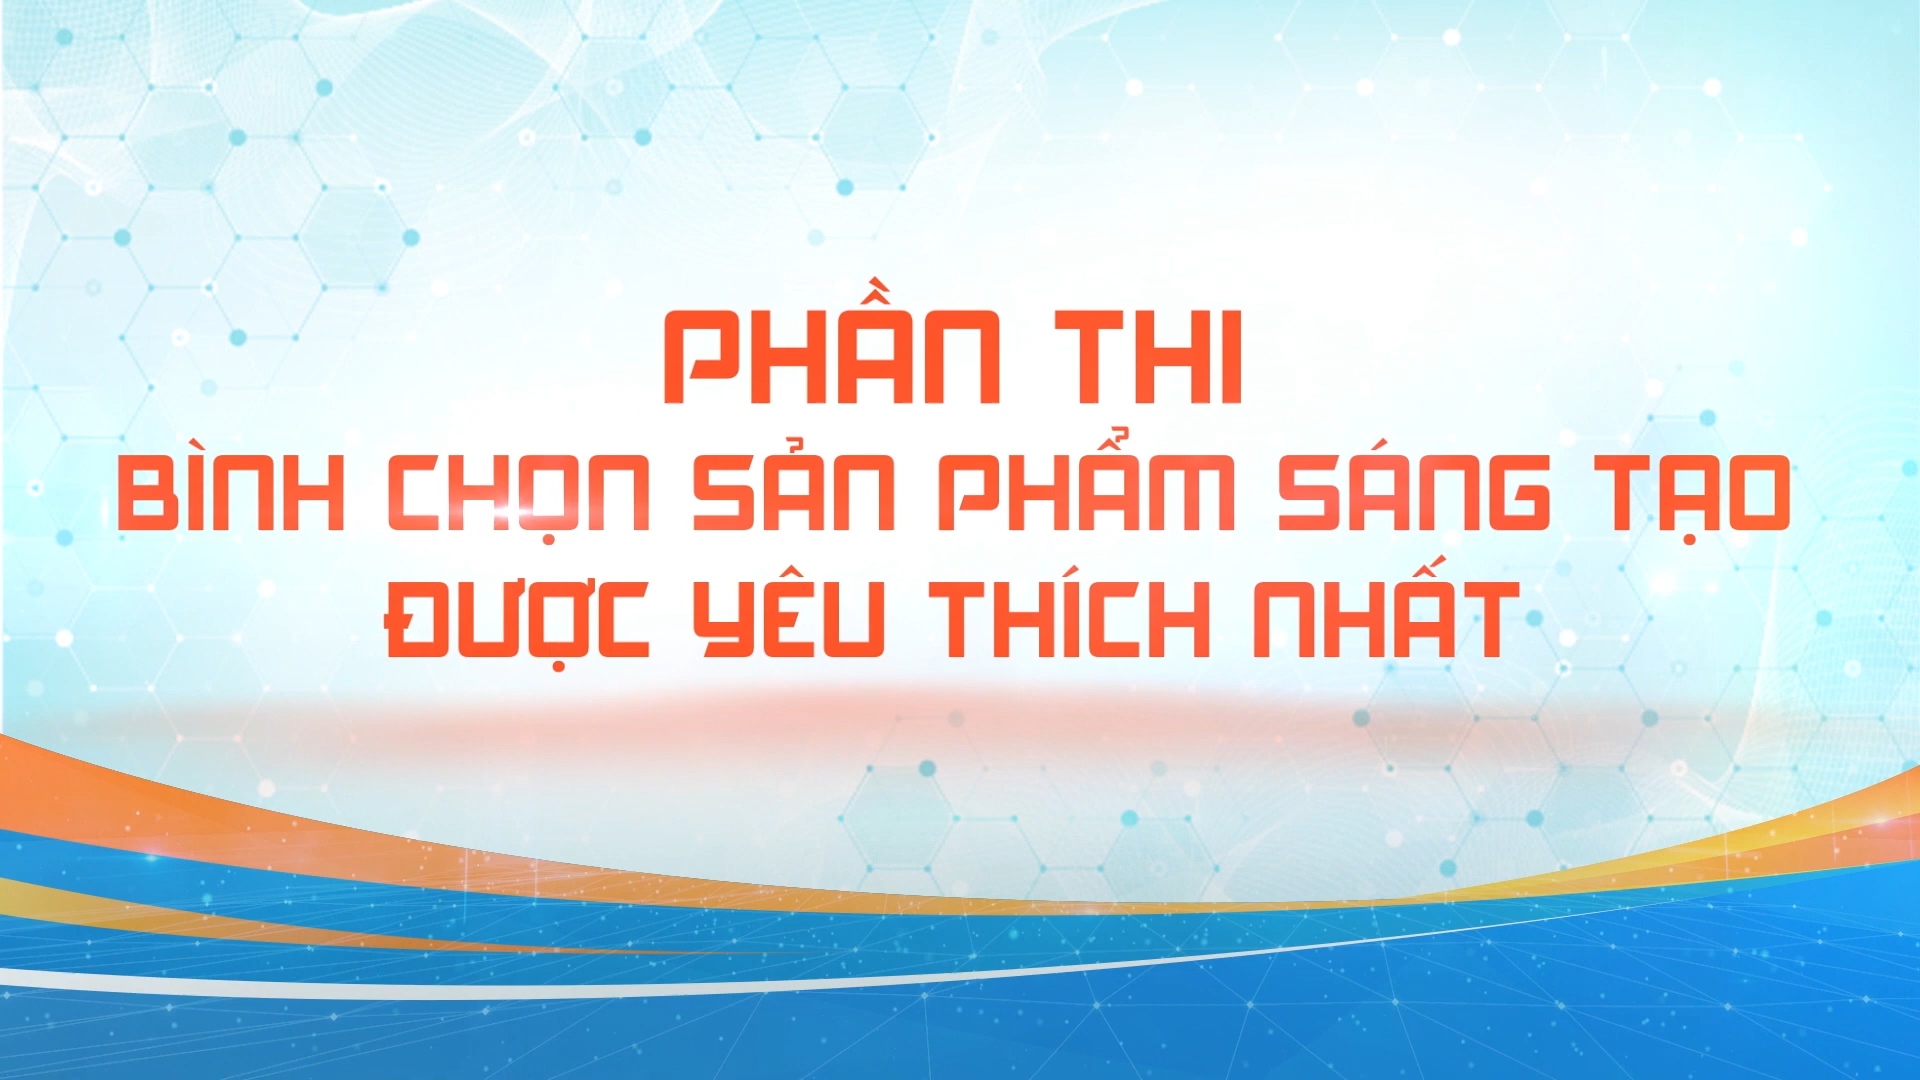 PHẦN THI
BÌNH CHỌN SẢN PHẨM SÁNG TẠO
ĐƯỢC YÊU THÍCH NHẤT